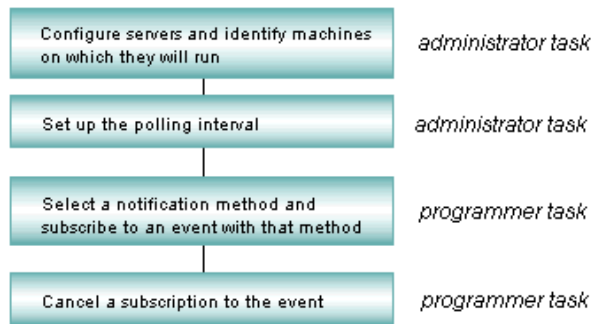 Configure servers and identify machines
on which they will run
administrator task
Set up the polling interval
administrator task
Select a notification method and
subscribe to an event with that method
programmer task
Cancel a subscription to the event
programmer task